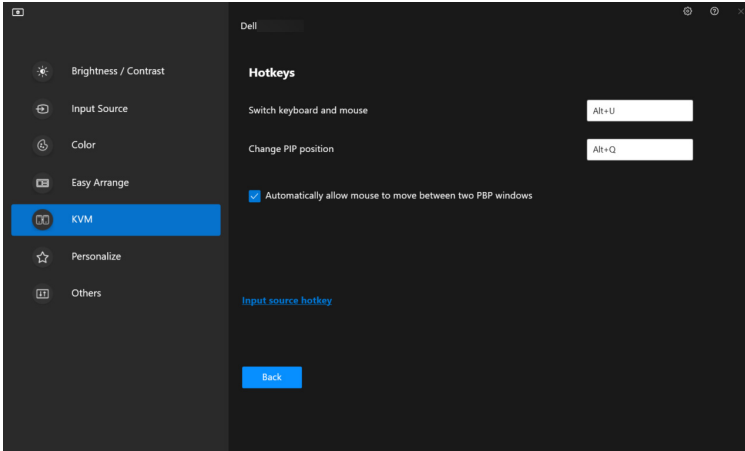 Dell
Brightness / Contrast
Input Source
Color
Easy Arrange
KVM
Personalize
Others
Hotkeys
Switch keyboard and mouse
Alt+U
Change PIP position
Alt+Q
Automatically allow mouse to move between two PBP windows
Input source hotkey
Back